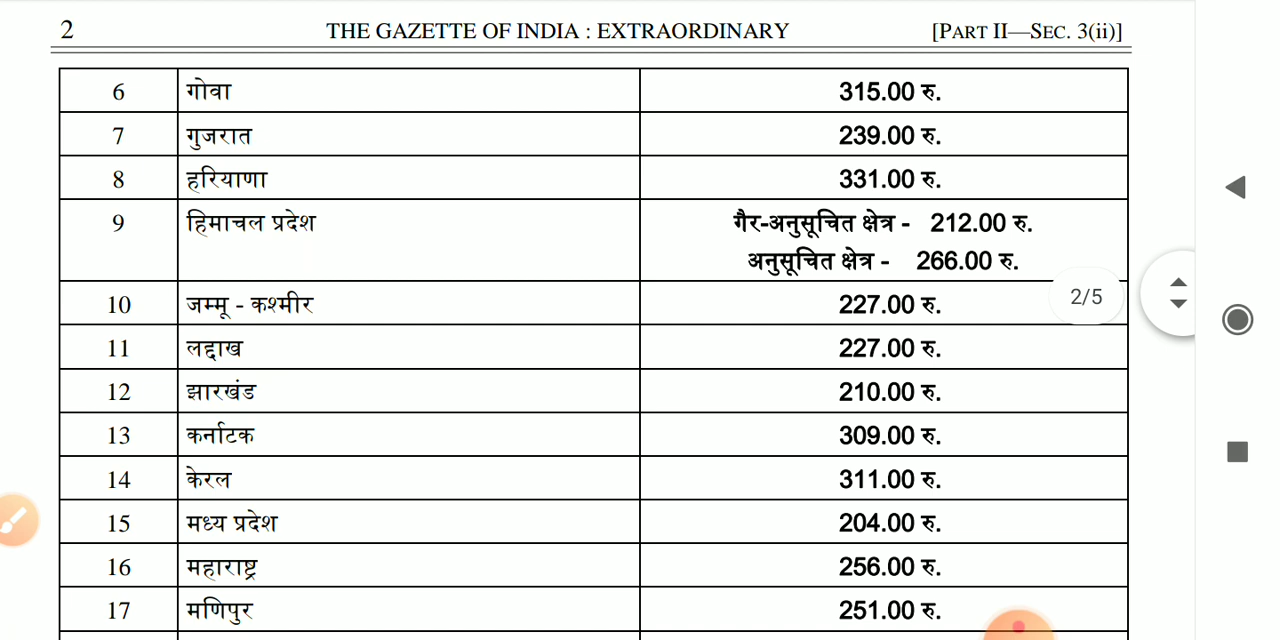 2 THE GAZETTE OF INDIA : EXTRAORDINARY [PART II—SEC. 3(ii)]
6 गोवा 315.00 रु.
7 गुजरात 239.00 रु.
8 हरियाणा 331.00 रु.
9 हिमाचल प्रदेश गैर-अनुसूचित क्षेत्र - 212.00 रु.
अनुसूचित क्षेत्र - 266.00 रु.
2/5
10 जम्मू - कश्मीर 227.00 रु.
11 लद्दाख 227.00 रु.
12 झारखंड 210.00 रु.
13 कर्नाटक 309.00 रु.
14 केरल 311.00 रु.
15 मध्य प्रदेश 204.00 रु.
16 महाराष्ट्र 256.00 रु.
17 मणिपुर 251.00 रु.